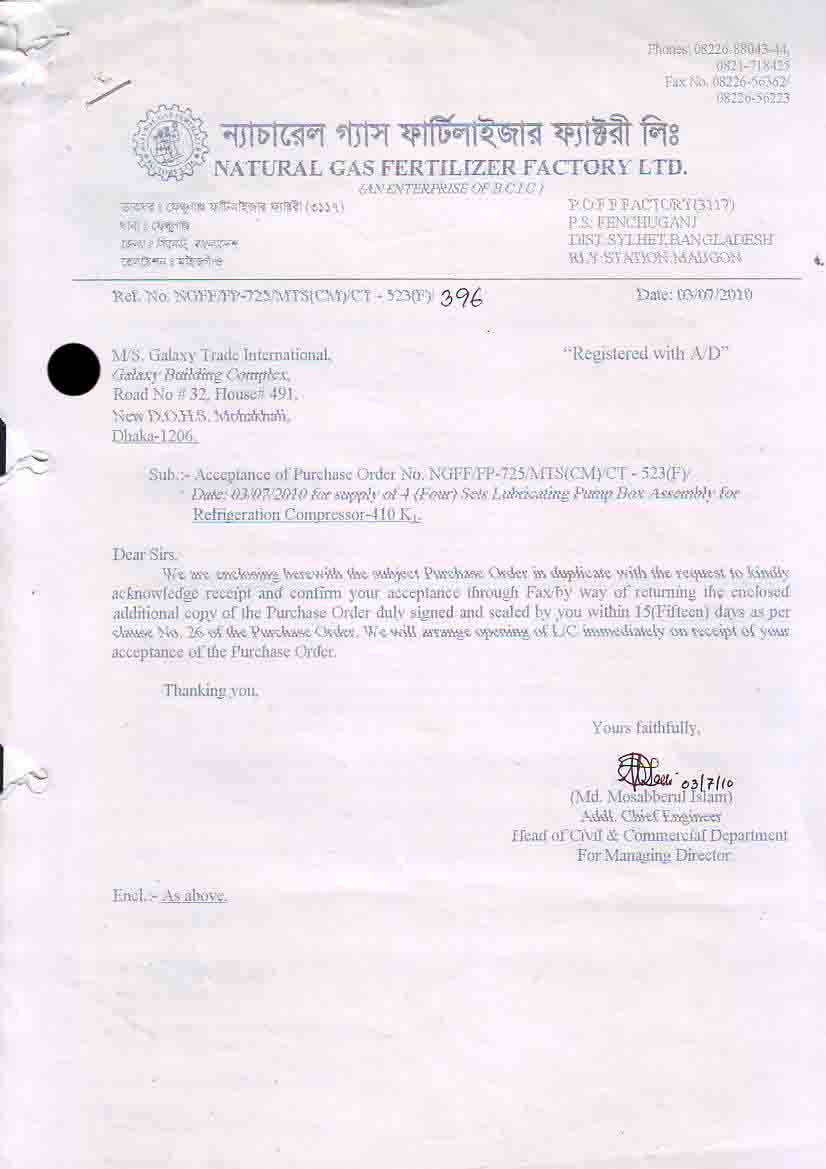 Phones: 08226-88043-44,
0821-718425
Fax No. 08226-56362/
08226-56223
ন্যাচারেল গ্যাস ফার্টিলাইজার ফ্যাক্টরী লিঃ
NATURAL GAS FERTILIZER FACTORY LTD.
(AN ENTERPRISE OF B.C.I.C.)
ডাকঘর : ফেঞ্চুগঞ্জ ফার্টিলাইজার ফ্যাক্টরী (৩১১৭)
থানা : ফেঞ্চুগঞ্জ
জেলা : সিলেট, বাংলাদেশ
রেলষ্টেশন : মাইজগাঁও
P.O.F.F FACTORY(3117)
P.S: FENCHUGANJ
DIST: SYLHET,BANGLADESH
RLY: STATION:MAIJGON
Ref. No. NGFF/FP-725/MTS(CM)/CT - 523(F)/ 396
Date: 03/07/2010
M/S. Galaxy Trade International,
"Registered with A/D"
Galaxy Building Complex,
Road No # 32, House# 491,
New D.O.H.S. Mohakhali,
Dhaka-1206.
Sub.:- Acceptance of Purchase Order No. NGFF/FP-725/MTS(CM)/CT - 523(F)/
Date: 03/07/2010 for supply of 4 (Four) Sets Lubricating Pump Box Assembly for
Refrigeration Compressor-410 K1.
Dear Sirs.
We are enclosing herewith the subject Purchase Order in duplicate with the request to kindly
acknowledge receipt and confirm your acceptance through Fax/by way of returning the enclosed
additional copy of the Purchase Order duly signed and sealed by you within 15(Fifteen) days as per
clause No. 26 of the Purchase Order. We will arrange opening of L/C immediately on receipt of your
acceptance of the Purchase Order.
Thanking you.
Yours faithfully,
03/7/10
(Md. Mosabberul Islam)
Addl. Chief Engineer
Head of Civil & Commercial Department
For Managing Director
Encl. :- As above.